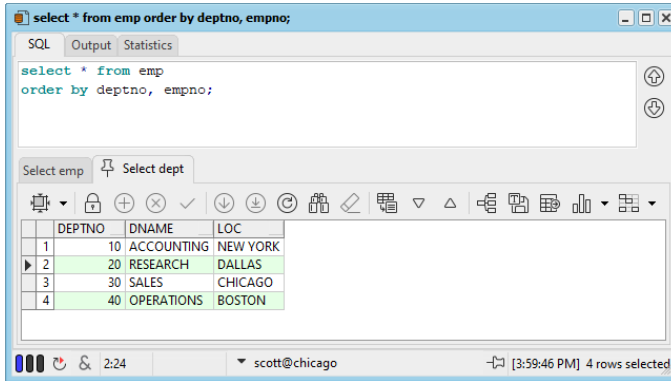 select * from emp order by deptno, empno;
SQL Output Statistics
select * from emp
order by deptno, empno;
Select emp Select dept
DEPTNO DNAME LOC
1 10 ACCOUNTING NEW YORK
2 20 RESEARCH DALLAS
3 30 SALES CHICAGO
4 40 OPERATIONS BOSTON
& 2:24 scott@chicago [3:59:46 PM] 4 rows selected